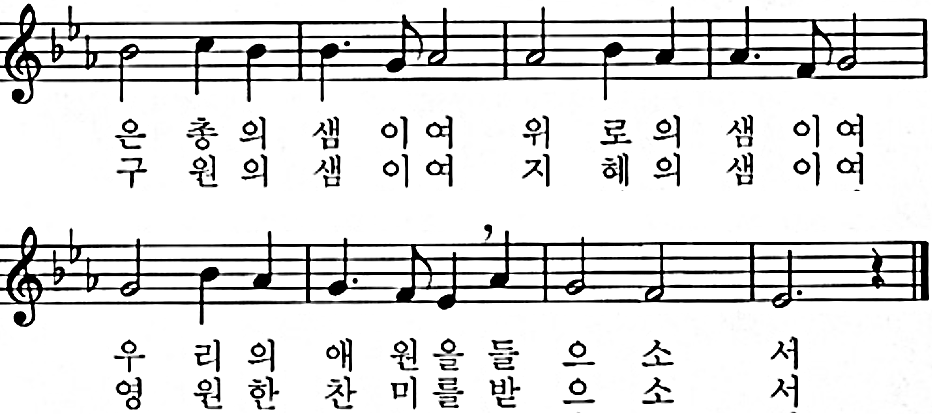 은 총 의 샘 이 여 위 로 의 샘 이 여
구 원 의 샘 이 여 지 혜 의 샘 이 여
우 리 의 애 원 을 들 으 소 서
영 원 한 찬 미 를 받 으 소 서